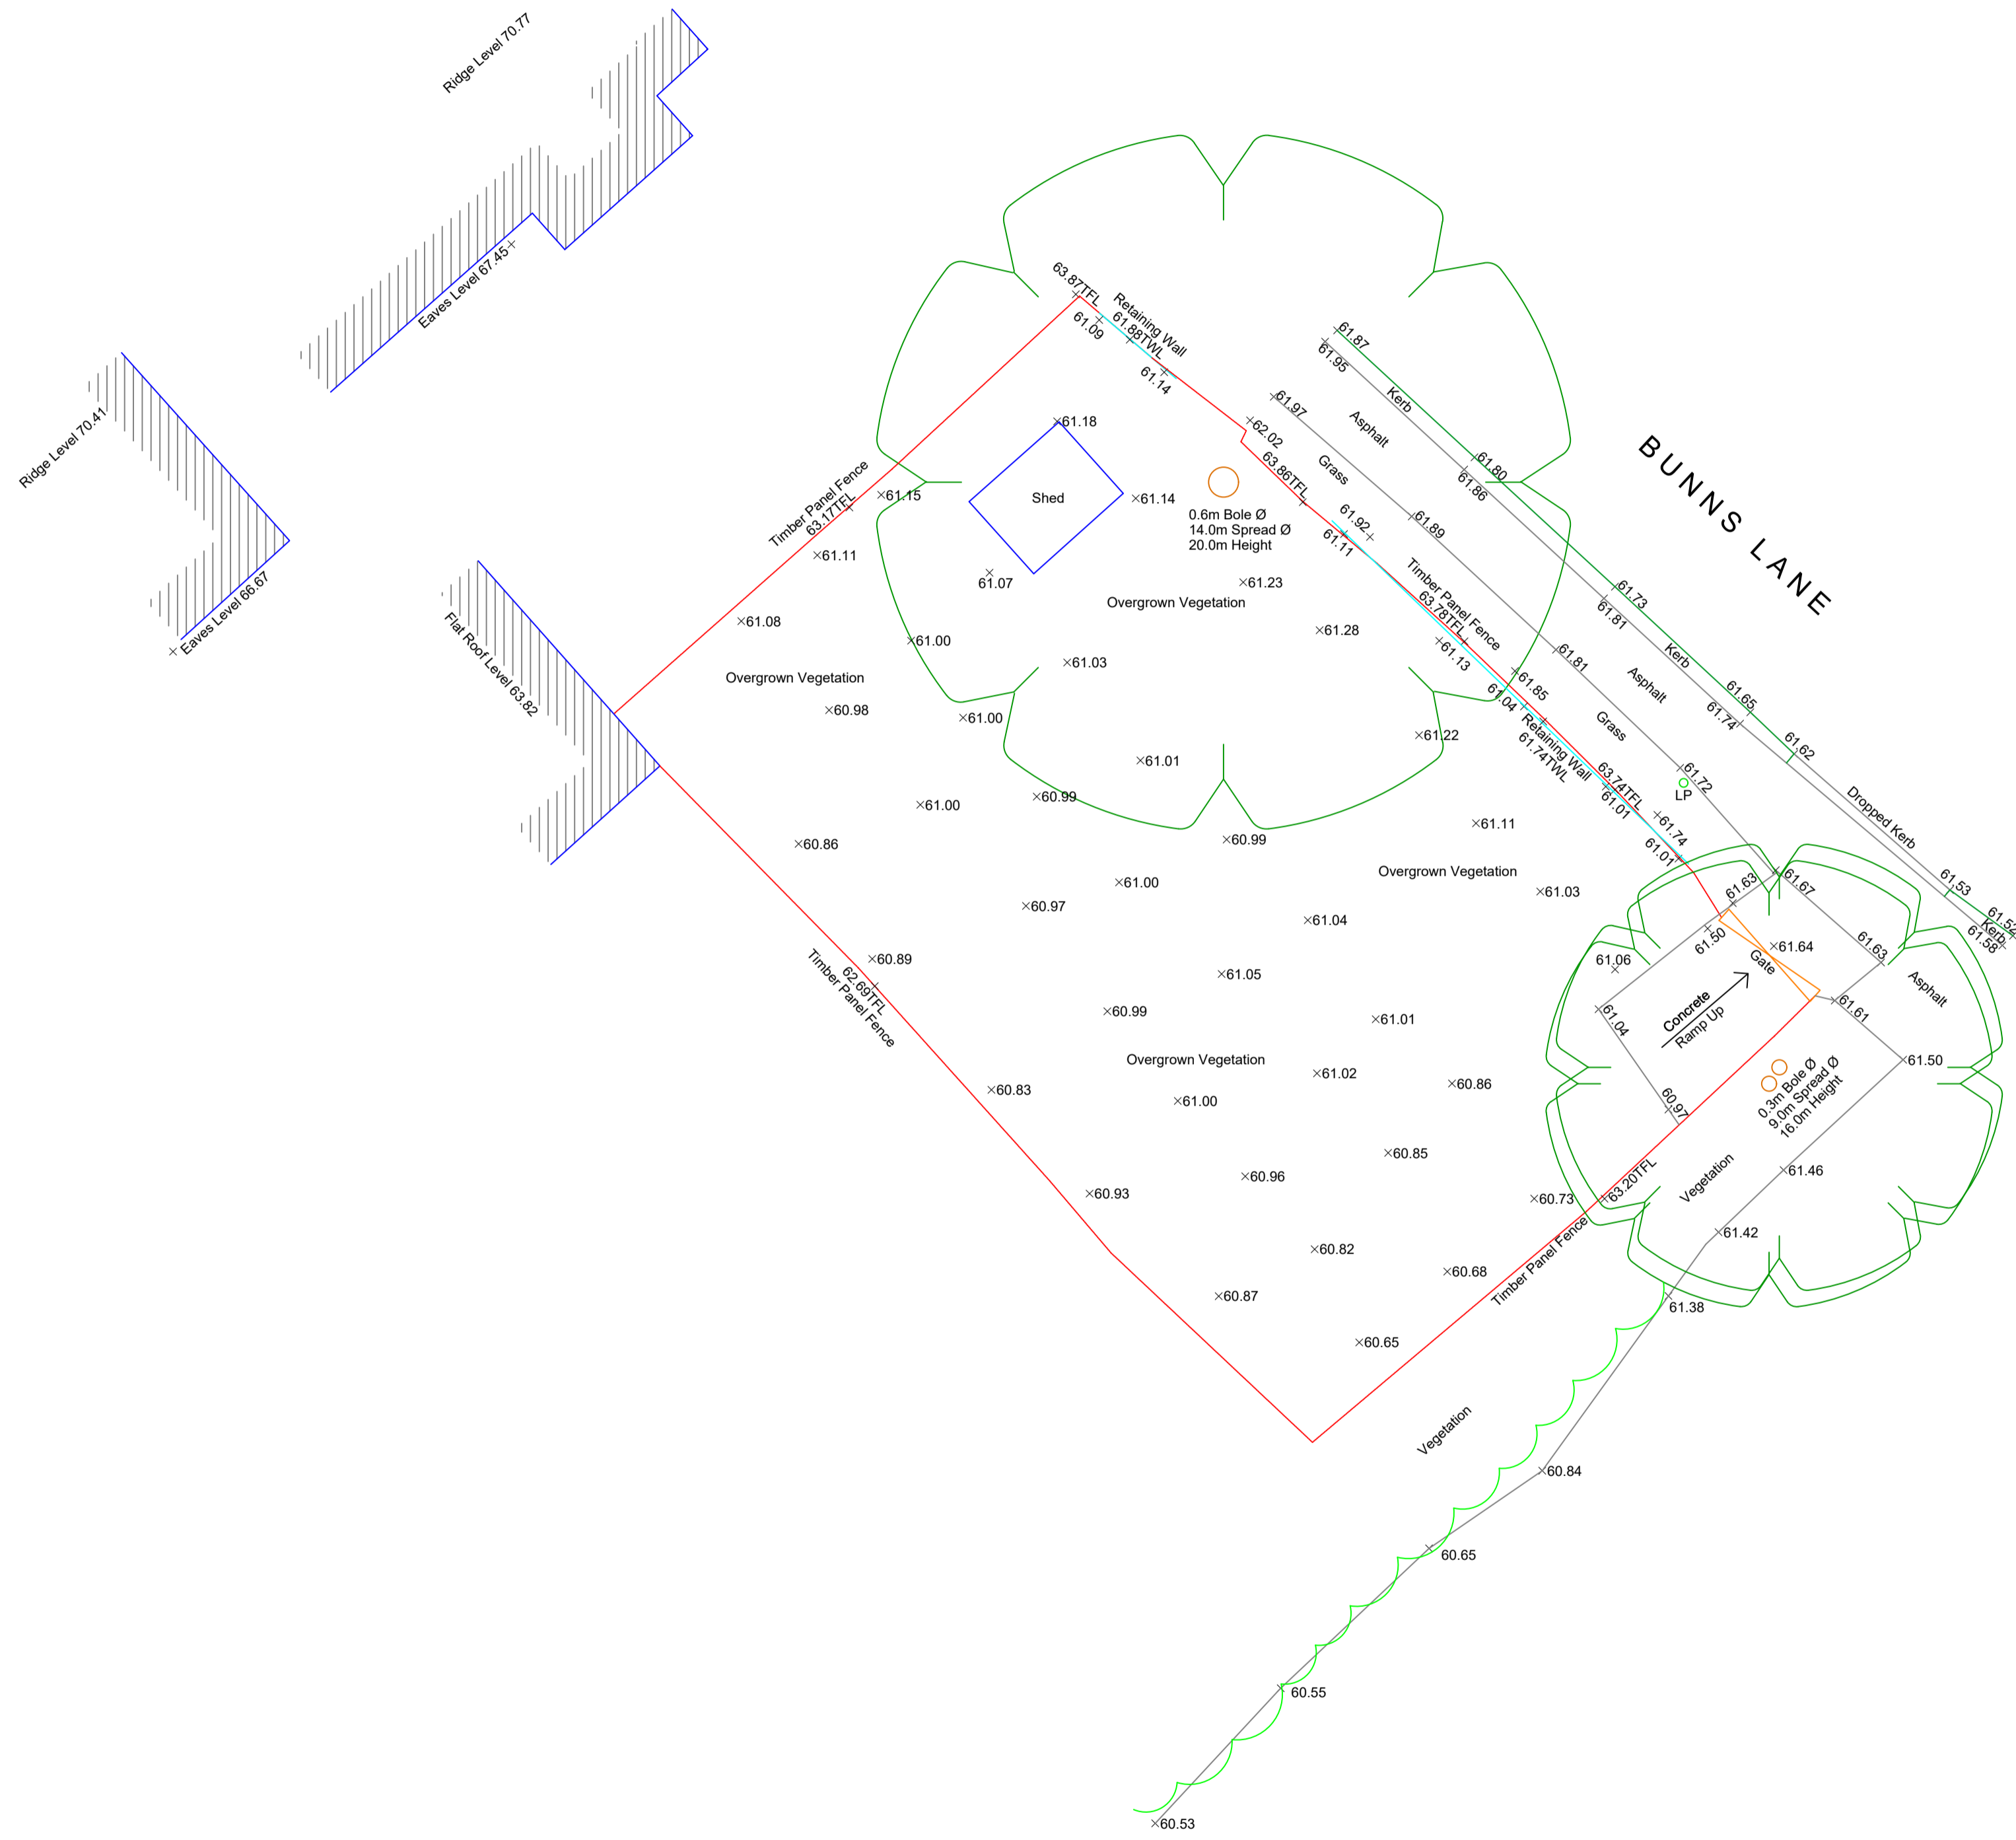 Ridge Level 70.77
Eaves Level 67.45
Ridge Level 70.41
Eaves Level 66.67
Flat Roof Level 63.82
63.87TFL
61.09
Retaining Wall
61.88TWL
61.14
61.87
61.95
Kerb
Asphalt
61.97
62.02
Grass
63.86TFL
61.80
61.86
BUNNS LANE
61.18
Shed
61.14
Timber Panel Fence
63.17TFL
61.15
61.11
61.07
0.6m Bole Ø
14.0m Spread Ø
20.0m Height
61.92
61.11
61.89
61.23
Overgrown Vegetation
61.08
61.00
61.28
Timber Panel Fence
63.78TFL
61.13
61.73
61.81
Kerb
61.81
Asphalt
61.65
61.74
61.03
Overgrown Vegetation
60.98
61.00
61.04
61.85
Retaining Wall
61.74TWL
Grass
61.22
61.01
61.62
61.72
LP
63.74TFL
61.01
61.74
61.01
Dropped Kerb
60.99
61.00
60.86
60.99
61.11
Overgrown Vegetation
61.00
61.03
60.97
61.04
61.63
61.67
61.53
61.52
Kerb
61.58
61.50
61.64
61.63
Gate
Asphalt
61.06
60.89
62.69TFL
Timber Panel Fence
61.05
60.99
61.01
61.04
Concrete
Ramp Up
61.61
61.50
Overgrown Vegetation
61.02
60.86
60.83
61.00
60.97
0.3m Bole Ø
9.0m Spread Ø
16.0m Height
60.85
60.96
60.93
60.73
63.20TFL
Vegetation
61.46
61.42
60.82
Timber Panel Fence
60.68
60.87
61.38
60.65
Vegetation
60.84
60.65
60.55
60.53